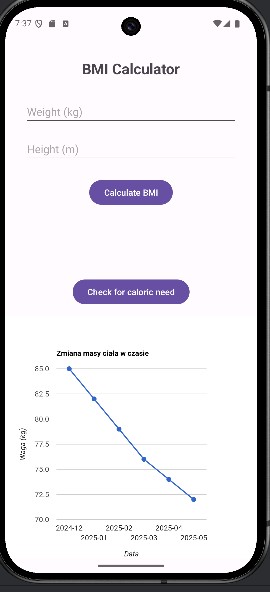 7:37
BMI Calculator
Weight (kg)
Height (m)
Calculate BMI
Check for caloric need
Zmiana masy ciała w czasie
85.0
82.5
80.0
77.5
75.0
72.5
70.0
Waga (kg)
2024-12
2025-01
2025-02
2025-03
2025-04
2025-05
Data